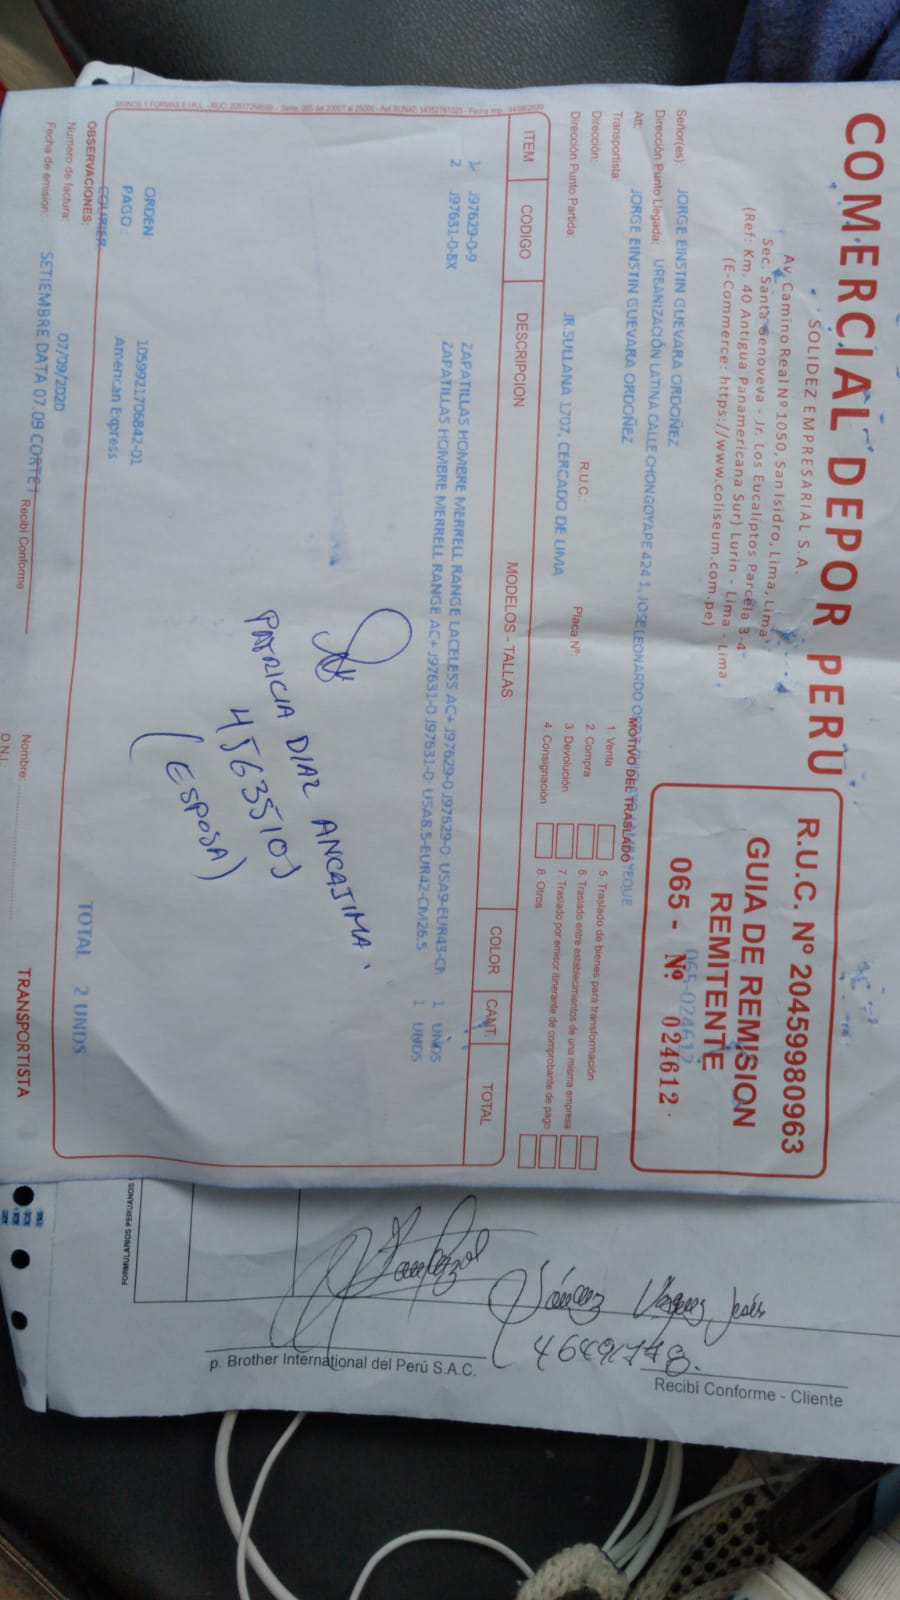 COMERCIAL DEPOR PERU
SOLIDEZ EMPRESARIAL S.A.
Av. Camino Real Nº 1050, San Isidro, Lima, Lima
Sec. Santa Genoveva - Jr. Los Eucaliptos Parcela 3-4
(Ref: Km. 40 Antigua Panamericana Sur) Lurin - Lima - Lima
(E-Commerce: https://www.coliseum.com.pe)
R.U.C. Nº 20459980963
GUIA DE REMISION
REMITENTE
065-024612
065 - Nº 024612
Señor(es): JORGE EINSTIN GUEVARA ORDOÑEZ
Dirección Punto Llegada: URBANIZACIÓN LATINA CALLE CHONGOYAPE 424 1, JOSE LEONARDO
Att: JORGE EINSTIN GUEVARA ORDOÑEZ
Transportista:
Dirección: R.U.C.: Placa Nº:
Dirección Punto Partida: JR.SULLANA 1707, CERCADO DE LIMA
MOTIVO DEL TRASLADO
1. Venta
2. Compra
3. Devolución
4. Consignación
5. Traslado de bienes para transformación
6. Traslado entre establecimientos de una misma empresa
7. Traslado por emisor itinerante de comprobante de pago
8. Otros
ITEM CODIGO DESCRIPCION MODELOS - TALLAS COLOR CANT. TOTAL
1 J97629-0-9 ZAPATILLAS HOMBRE MERRELL RANGE LACELESS AC+ J97629-0 J97629-0: USA9-EUR43-CM 1 UNDS
2 J97631-0-8X ZAPATILLAS HOMBRE MERRELL RANGE AC+ J97631-0 J97631-0: USA8.5-EUR42-CM26.5 1 UNDS
PATRICIA DIAZ ANCAJIMA.
(ESPOSA)
ORDEN 1059921706842-01
PAGO : American Express
COURIER
OBSERVACIONES:
TOTAL 2 UNDS
Número de factura: 07/09/2020
Fecha de emisión: SETIEMBRE DATA 07.09 CORTE I
Recibí Conforme
Nombre:
D.N.I.:
TRANSPORTISTA
FORMULARIOS PERUANOS
Sánchez Vásquez Jesús
p. Brother International del Perú S.A.C.
Recibí Conforme - Cliente